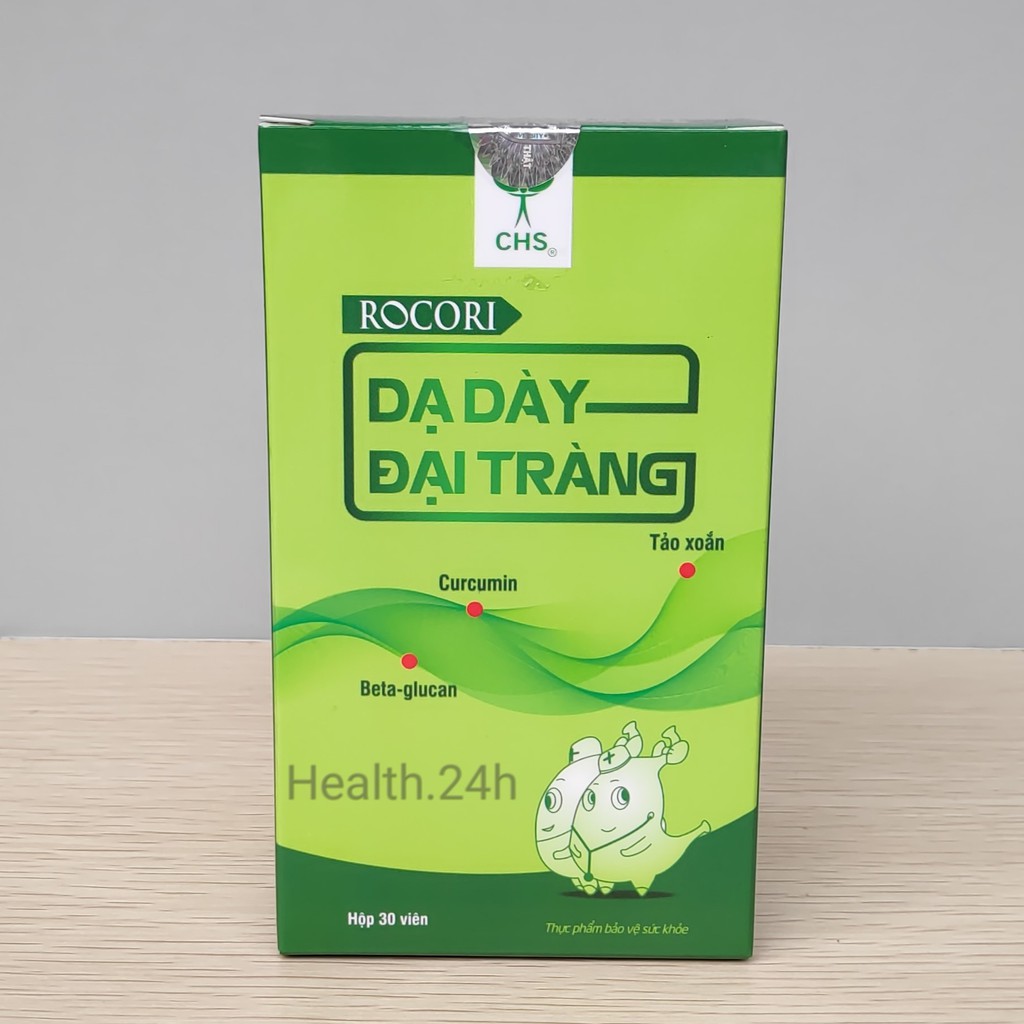 THẬT
CHS®
ROCORI
DẠ DÀY
ĐẠI TRÀNG
Tảo xoắn
Curcumin
Beta-glucan
Health.24h
Hộp 30 viên
Thực phẩm bảo vệ sức khỏe